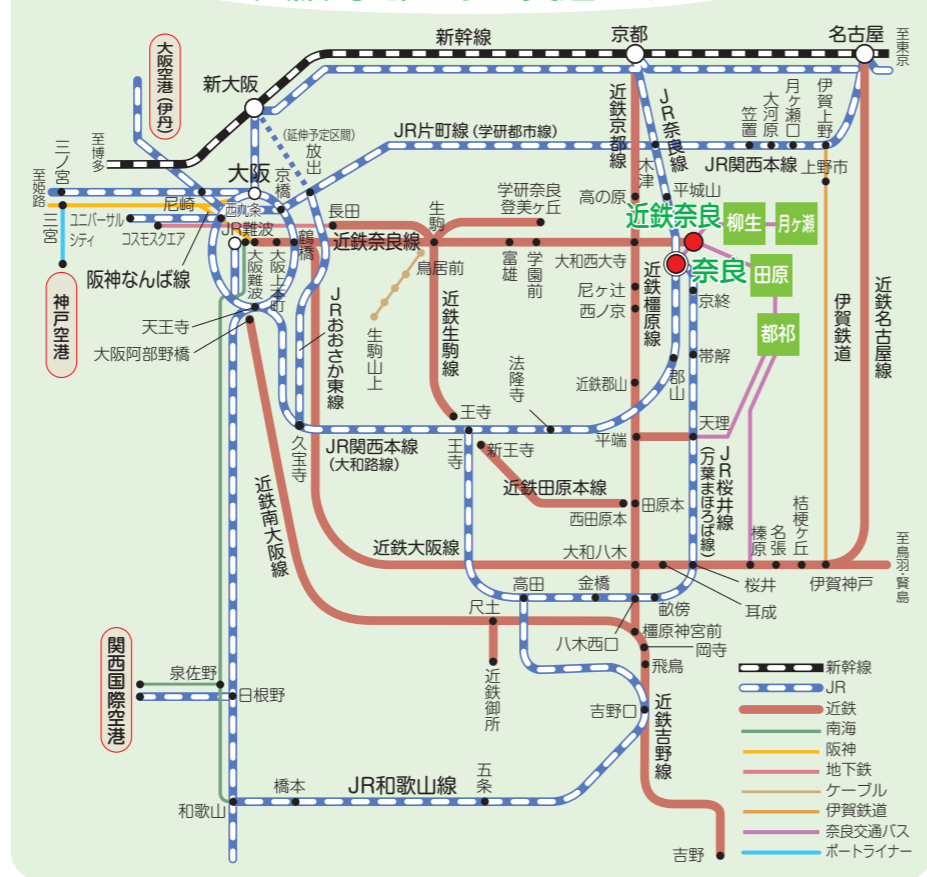 新幹線
京都
名古屋
至東京
大阪空港(伊丹)
新大阪
(延伸予定区間)
放出
JR片町線(学研都市線)
近鉄京都線
JR奈良線
笠置
大河原
月ケ瀬口
伊賀上野
JR関西本線
上野市
至博多
三ノ宮
至姫路
三宮
大阪
京橋
尼崎
西九条
ユニバーサル
シティ
コスモスクエア
JR難波
鶴橋
長田
生駒
学研奈良
登美ヶ丘
高の原
木津
平城山
近鉄奈良
柳生
月ヶ瀬
近鉄奈良線
阪神なんば線
大阪難波
大阪上本町
鳥居前
富雄
学園前
大和西大寺
奈良
田原
神戸空港
天王寺
大阪阿部野橋
JRおおさか東線
生駒山上
近鉄生駒線
尼ヶ辻
西ノ京
近鉄橿原線
京終
都祁
伊賀鉄道
近鉄名古屋線
法隆寺
近鉄郡山
郡山
帯解
王寺
久宝寺
JR関西本線
(大和路線)
王寺
新王寺
平端
天理
JR桜井線
(万葉まほろば線)
近鉄田原本線
西田原本
田原本
近鉄南大阪線
近鉄大阪線
大和八木
榛原
名張
桔梗ヶ丘
至鳥羽・賢島
高田
金橋
畝傍
桜井
伊賀神戸
耳成
尺土
八木西口
橿原神宮前
岡寺
飛鳥
近鉄御所
関西国際空港
泉佐野
日根野
吉野口
近鉄吉野線
和歌山
橋本
JR和歌山線
五条
吉野
新幹線
JR
近鉄
南海
阪神
地下鉄
ケーブル
伊賀鉄道
奈良交通バス
ポートライナー